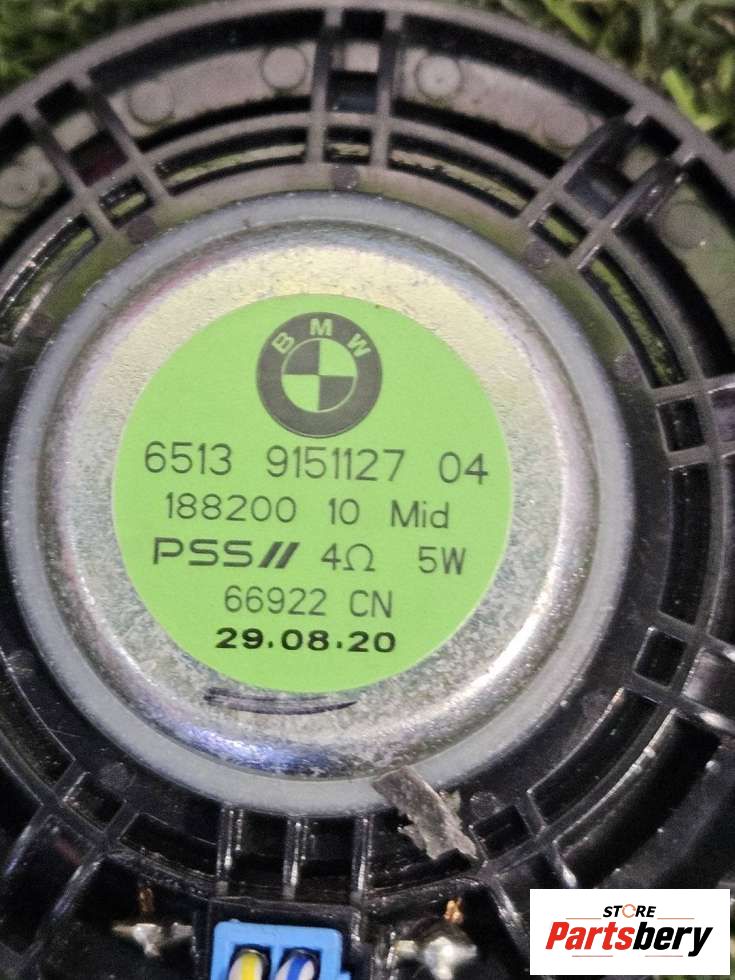 BMW
6513 9151127 04
188200 10 Mid
PSS// 4Ω 5W
66922 CN
29.08.20
STORE
Partsbery